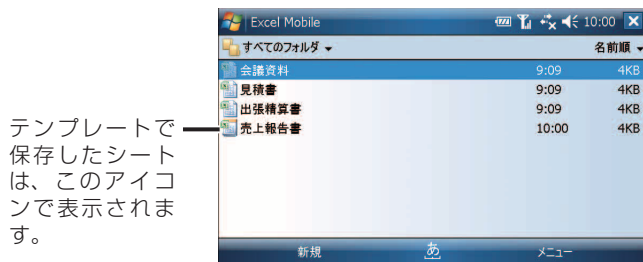 Excel Mobile 10:00
すべてのフォルダ 名前順
会議資料 9:09 4KB
見積書 9:09 4KB
出張精算書 9:09 4KB
売上報告書 10:00 4KB
新規 あ メニュー
テンプレートで
保存したシート
は、このアイコ
ンで表示されま
す。